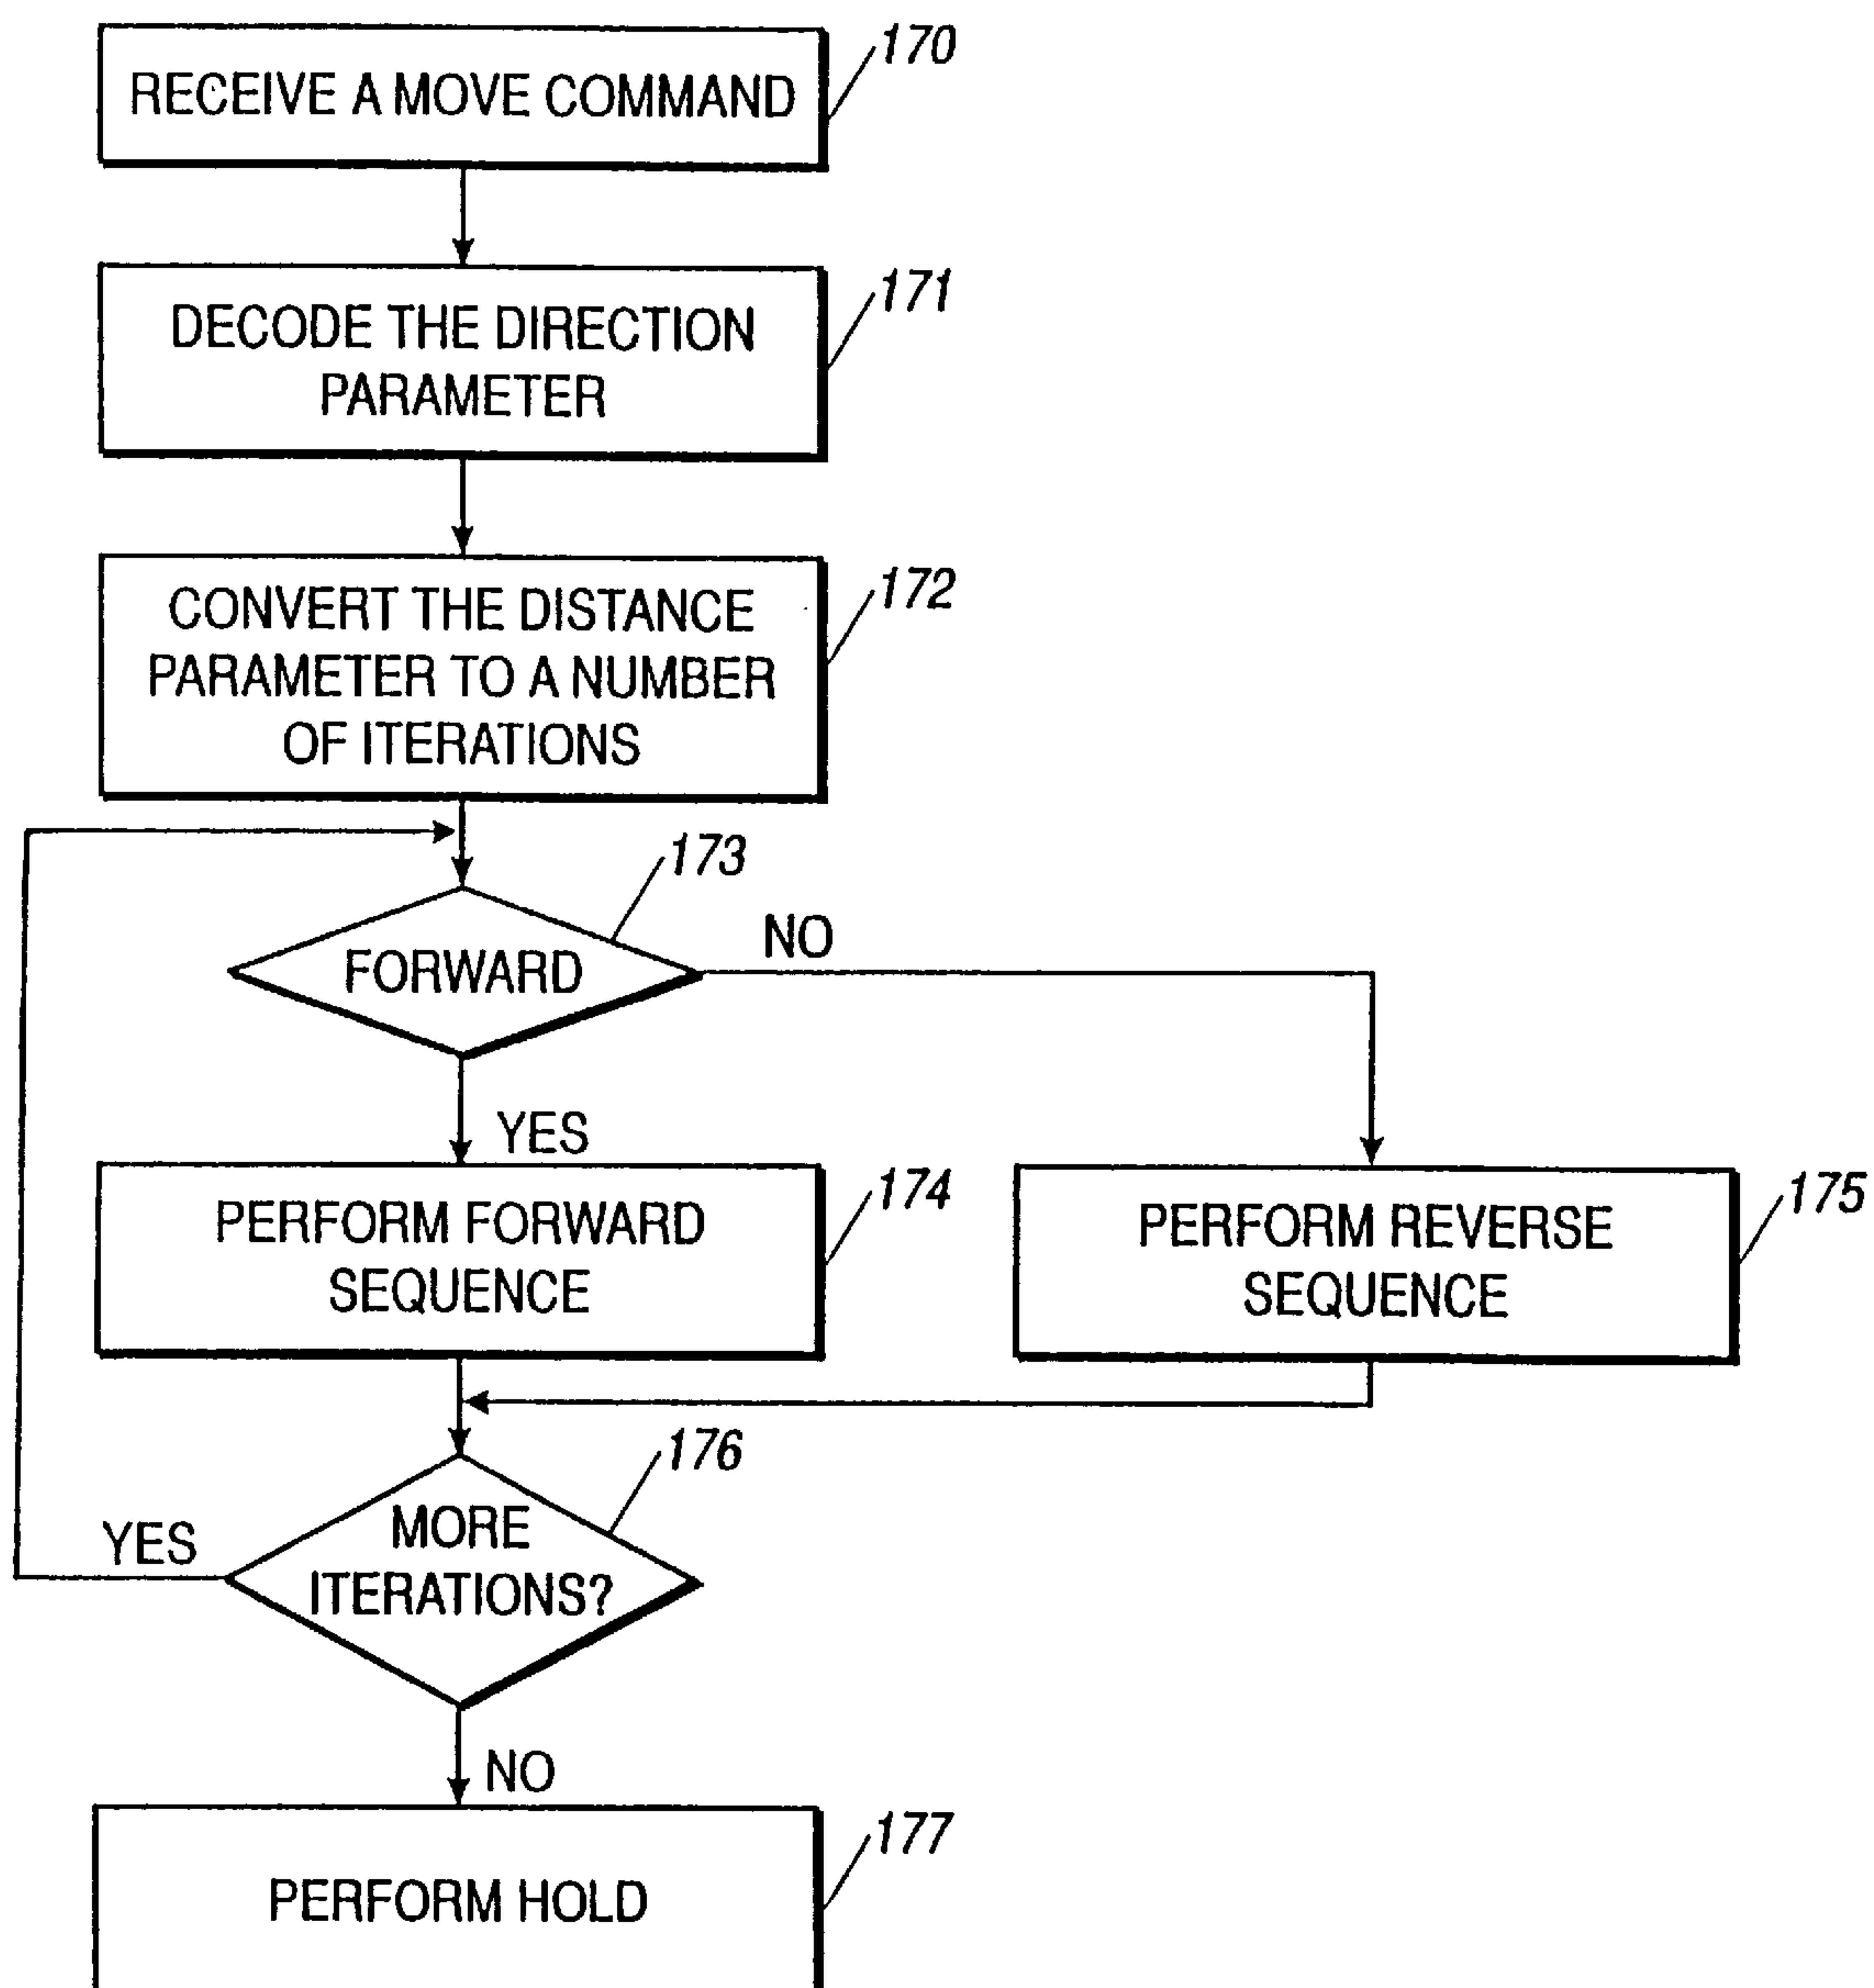 RECEIVE A MOVE COMMAND
170
DECODE THE DIRECTION
PARAMETER
171
CONVERT THE DISTANCE
PARAMETER TO A NUMBER
OF ITERATIONS
172
173
FORWARD
NO
YES
PERFORM FORWARD
SEQUENCE
174
PERFORM REVERSE
SEQUENCE
175
176
MORE
ITERATIONS?
YES
NO
PERFORM HOLD
177